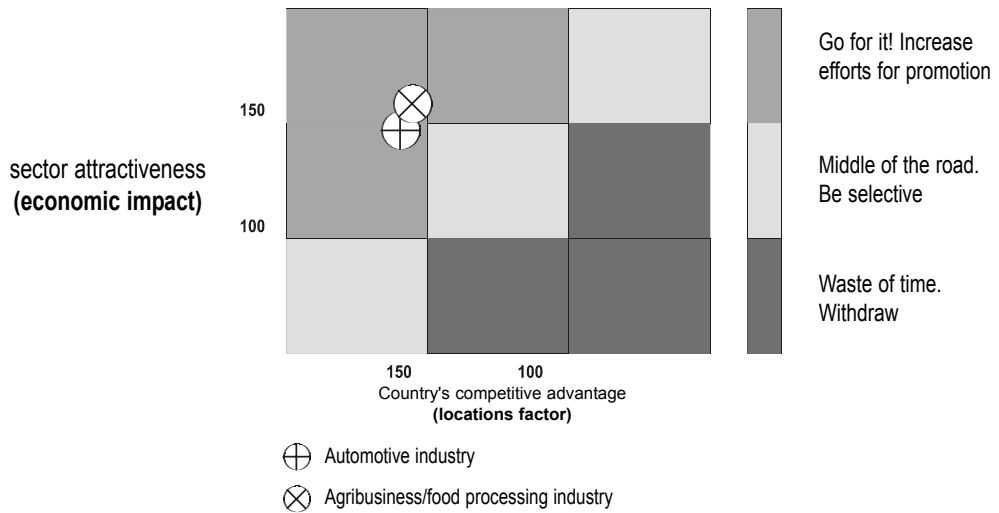 Go for it! Increase
efforts for promotion
150
sector attractiveness
(economic impact)
Middle of the road.
Be selective
100
Waste of time.
Withdraw
150
100
Country's competitive advantage
(locations factor)
Automotive industry
Agribusiness/food processing industry